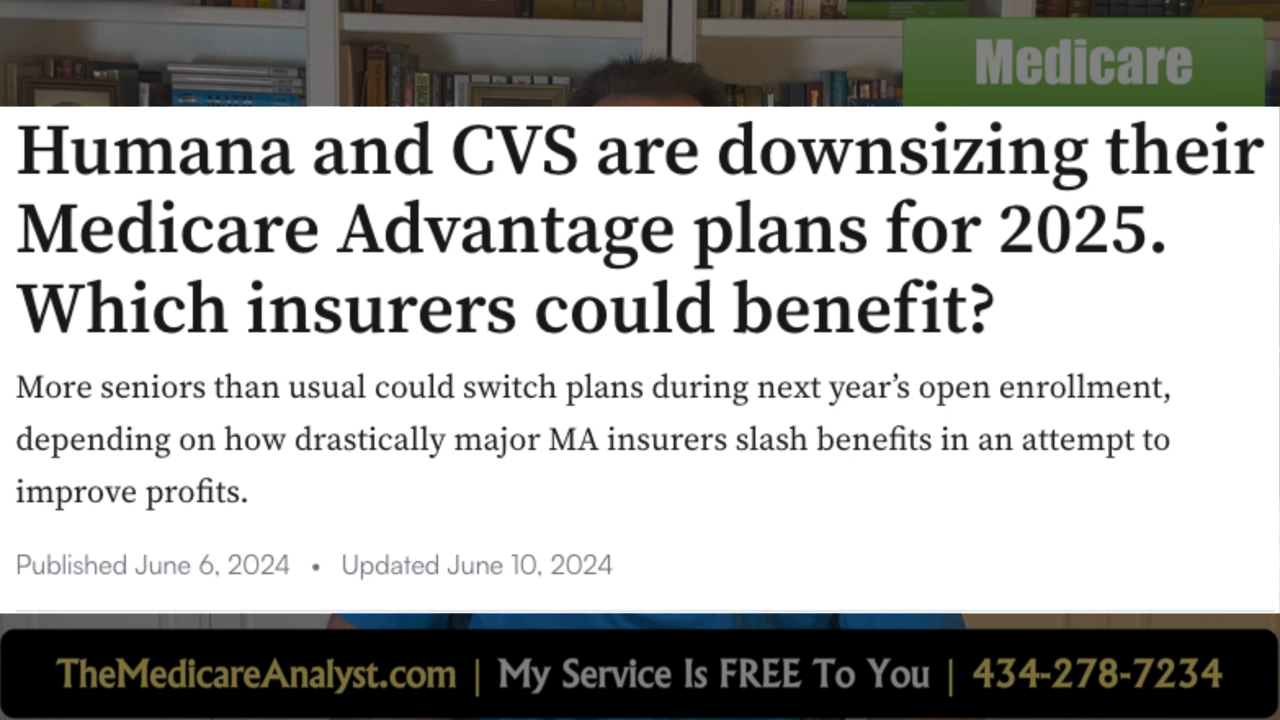 Medicare
Humana and CVS are downsizing their
Medicare Advantage plans for 2025.
Which insurers could benefit?
More seniors than usual could switch plans during next year’s open enrollment,
depending on how drastically major MA insurers slash benefits in an attempt to
improve profits.
Published June 6, 2024 • Updated June 10, 2024
TheMedicareAnalyst.com | My Service Is FREE To You | 434-278-7234